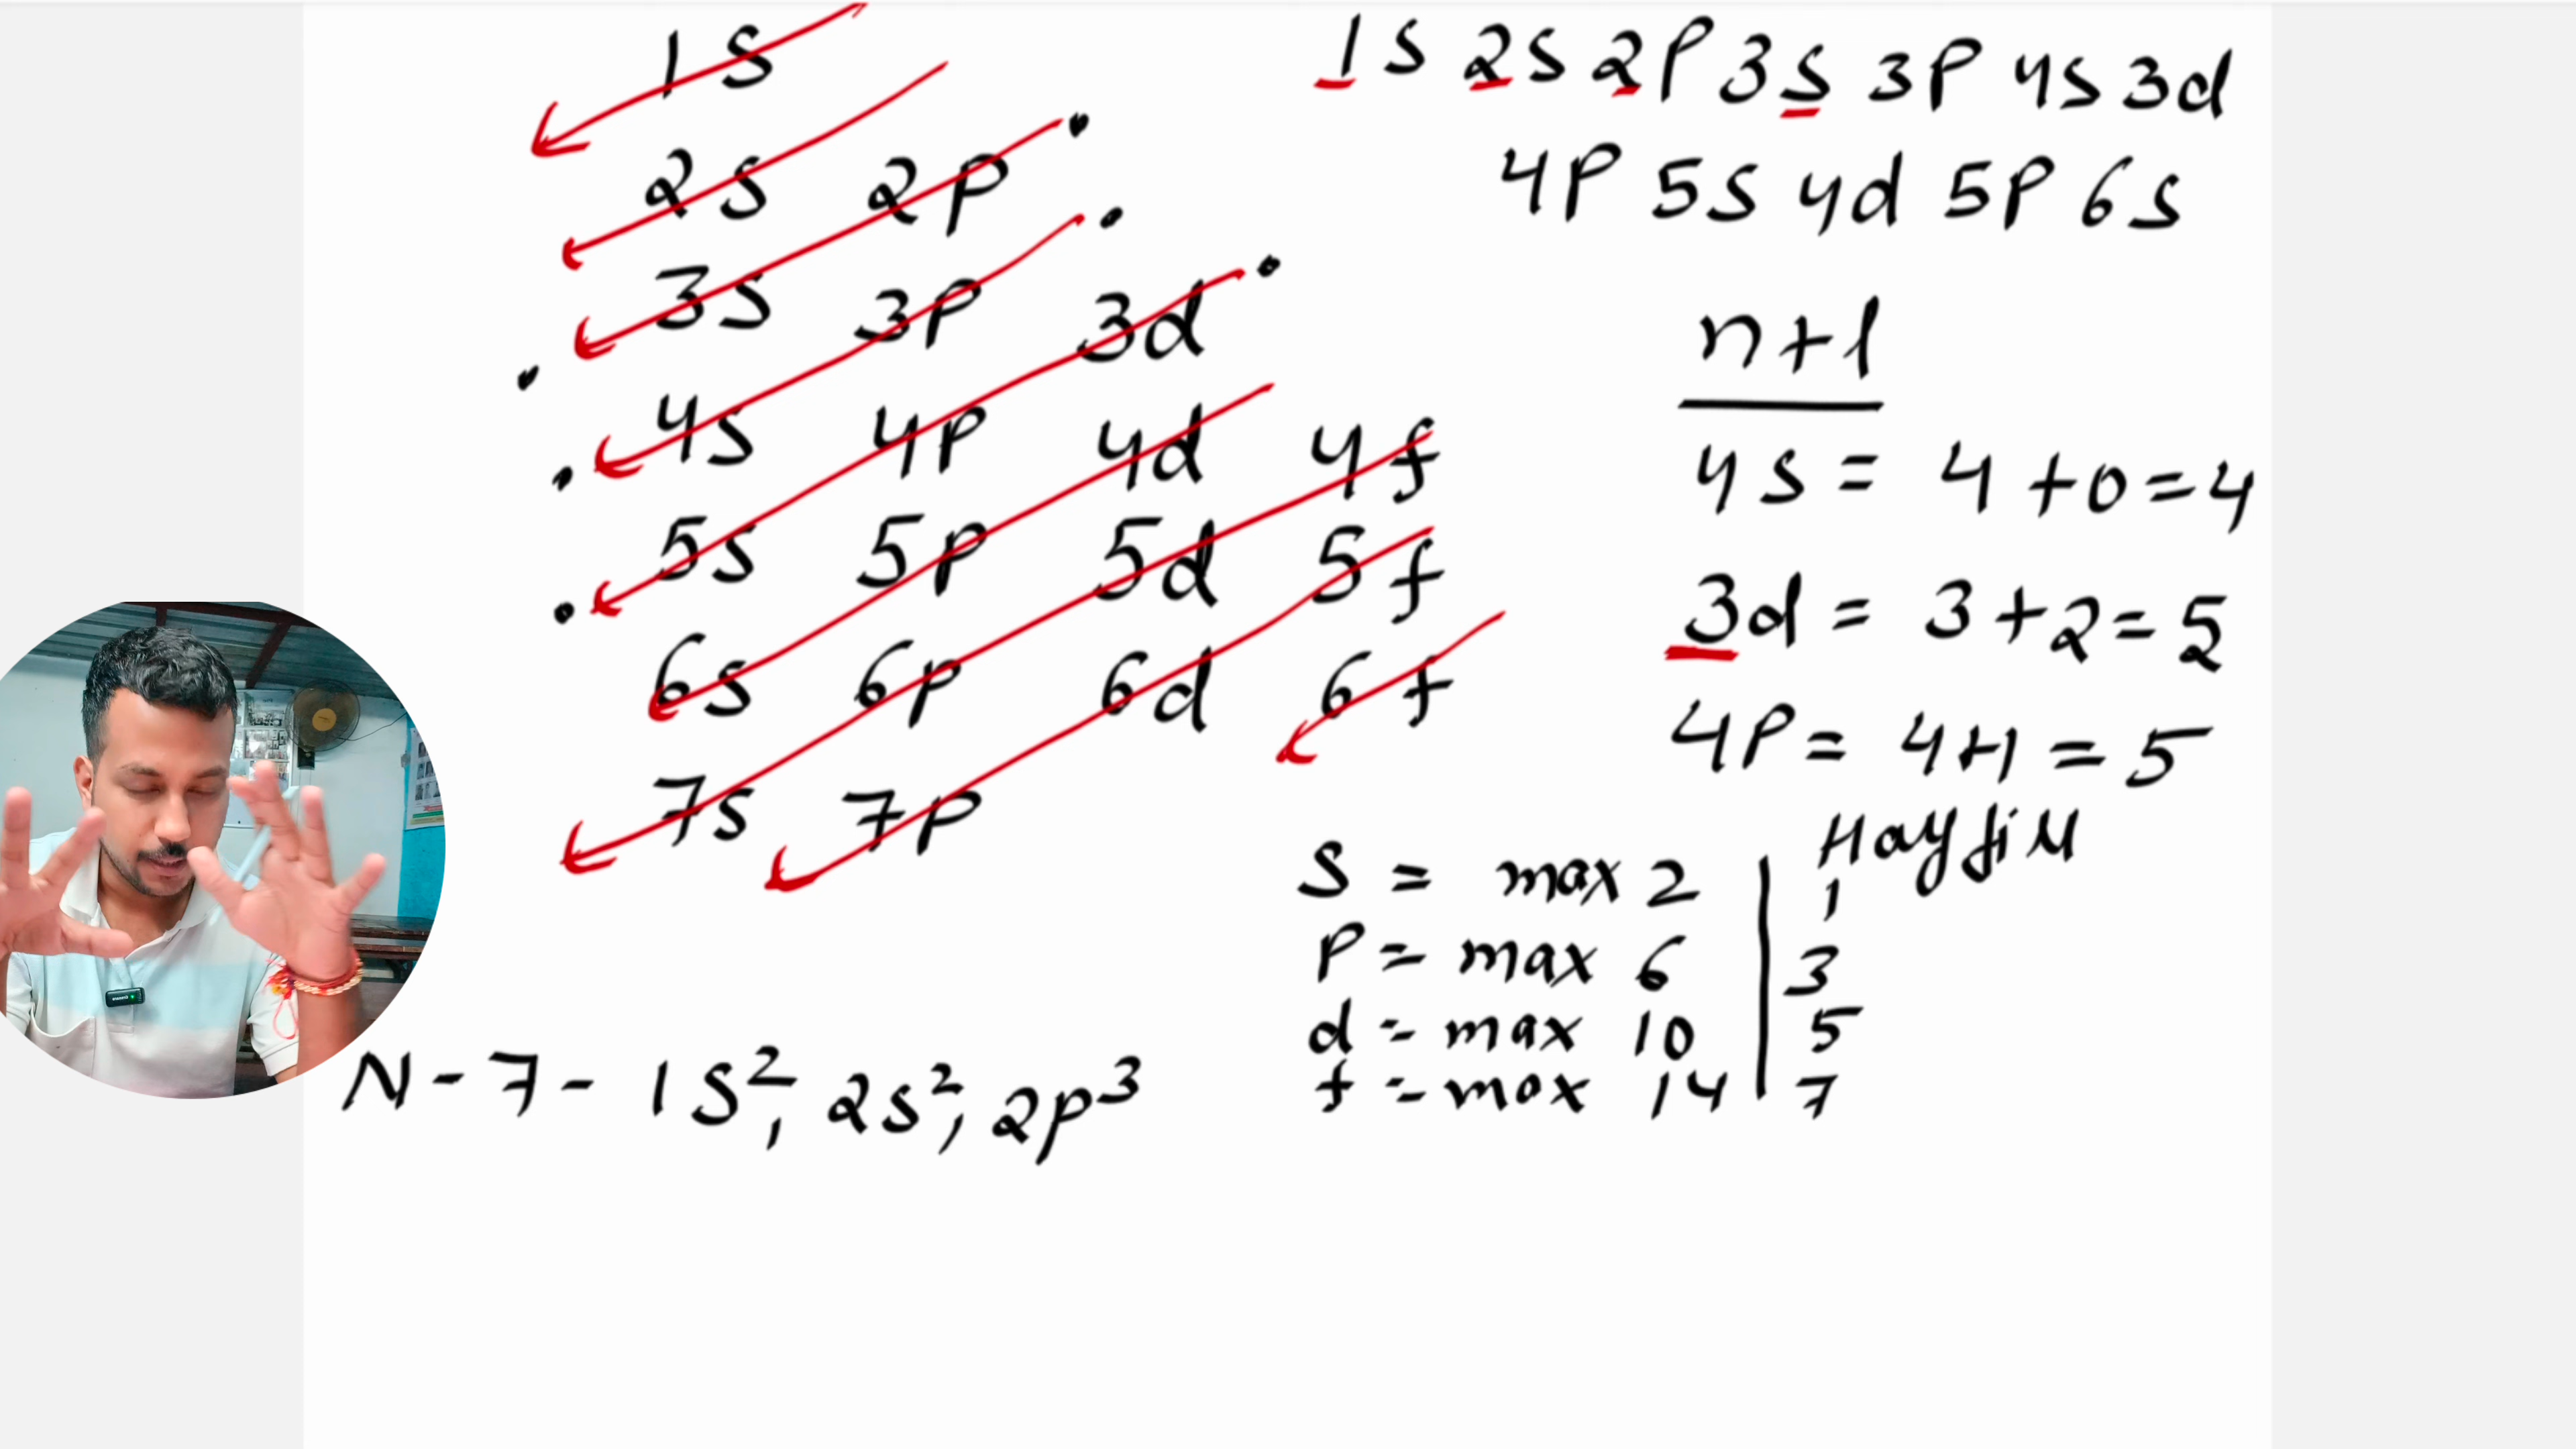 1s
2s 2p
3s 3p 3d
4s 4p 4d 4f
5s 5p 5d 5f
6s 6p 6d 6f
7s 7p
N - 7 - 1s², 2s², 2p³
1s 2s 2p 3s 3p 4s 3d
4p 5s 4d 5p 6s
n+l
4s = 4+0=4
3d = 3+2=5
4p = 4+1=5
Hayfill
s = max 2 | 1
p = max 6 | 3
d = max 10 | 5
f = max 14 | 7